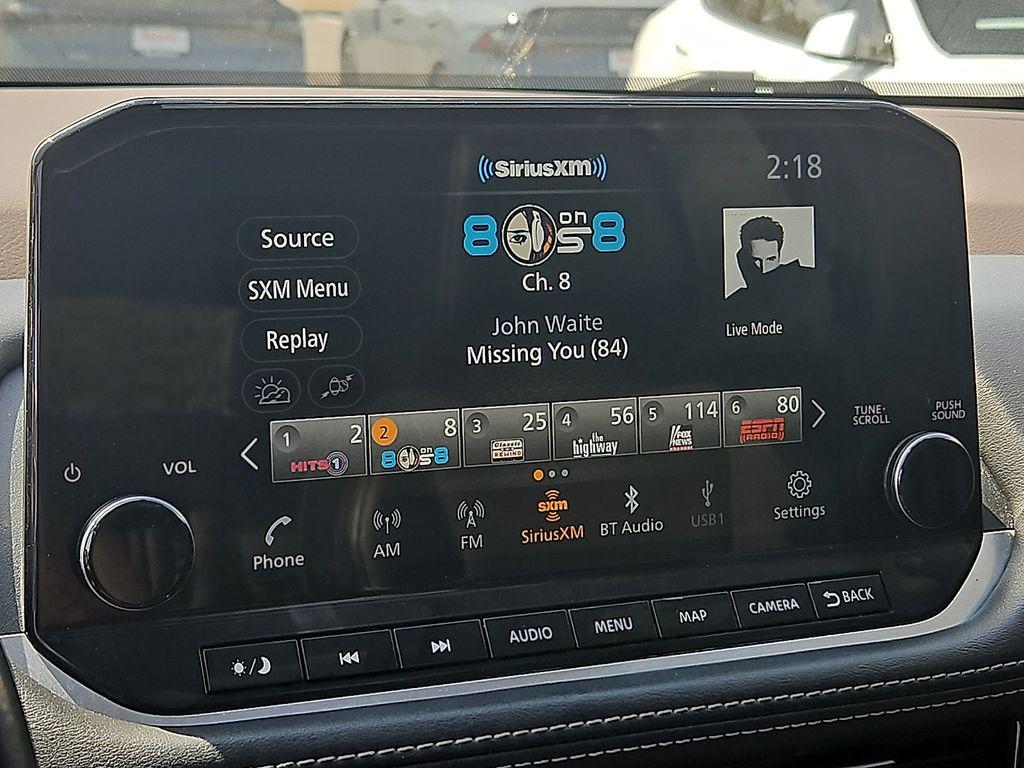 SiriusXM
2:18
Source
SXM Menu
Replay
8 on 8
Ch. 8
John Waite
Missing You (84)
Live Mode
1 2
HITS 1
2 8
8 on 8
3 25
Classic
REWIND
4 56
the
highway
5 114
FOX
NEWS
6 80
ESPN
RADIO
VOL
TUNE-
SCROLL
PUSH
SOUND
Phone
AM
FM
sxm
SiriusXM
BT Audio
USB1
Settings
AUDIO
MENU
MAP
CAMERA
BACK